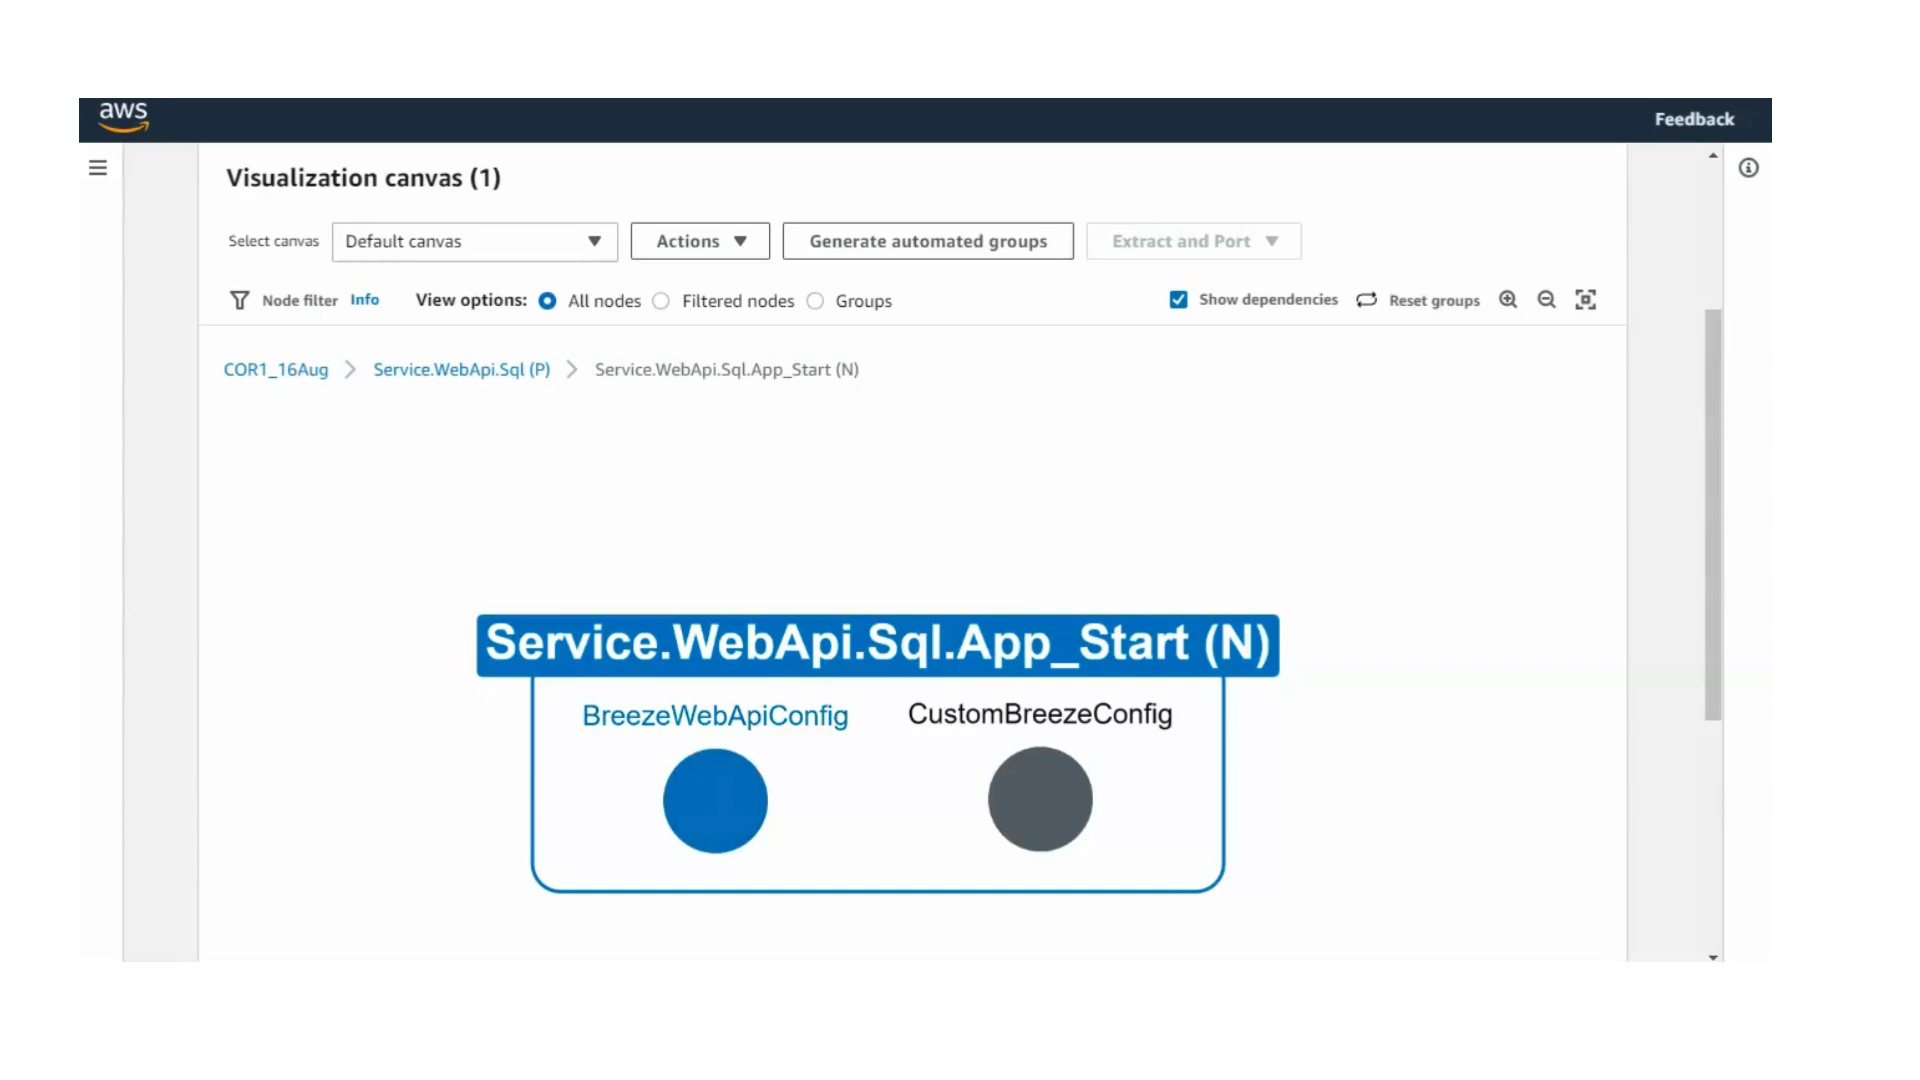 aws
Feedback
Visualization canvas (1)
Select canvas Default canvas Actions Generate automated groups Extract and Port
Node filter Info View options: All nodes Filtered nodes Groups Show dependencies Reset groups
COR1_16Aug Service.WebApi.Sql (P) Service.WebApi.Sql.App_Start (N)
Service.WebApi.Sql.App_Start (N)
BreezeWebApiConfig CustomBreezeConfig